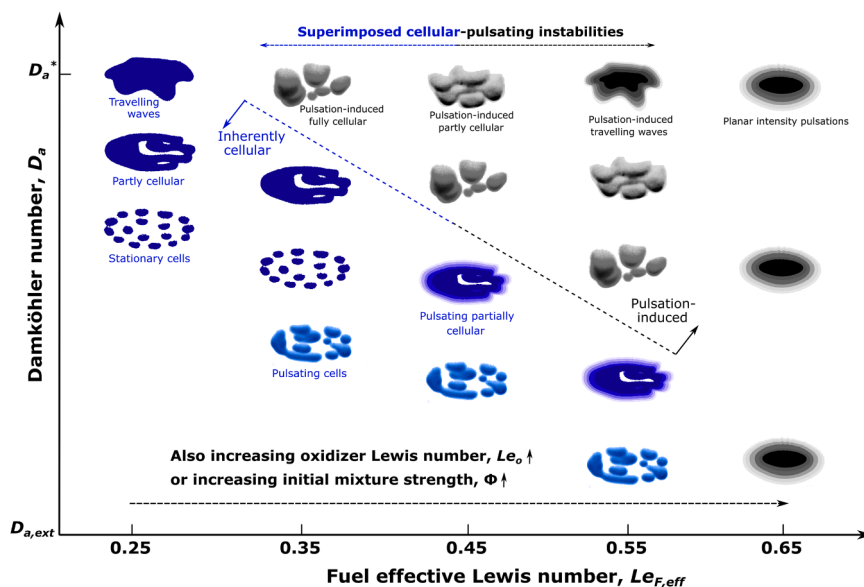 Superimposed cellular-pulsating instabilities
Da*
Travelling
waves
Pulsation-induced
fully cellular
Pulsation-induced
partly cellular
Pulsation-induced
travelling waves
Planar intensity pulsations
Inherently
cellular
Partly cellular
Stationary cells
Pulsation-
induced
Pulsating partially
cellular
Pulsating cells
Damköhler number, Da
Also increasing oxidizer Lewis number, Leo ↑
or increasing initial mixture strength, Φ ↑
Da,ext
0.25 0.35 0.45 0.55 0.65
Fuel effective Lewis number, LeF,eff